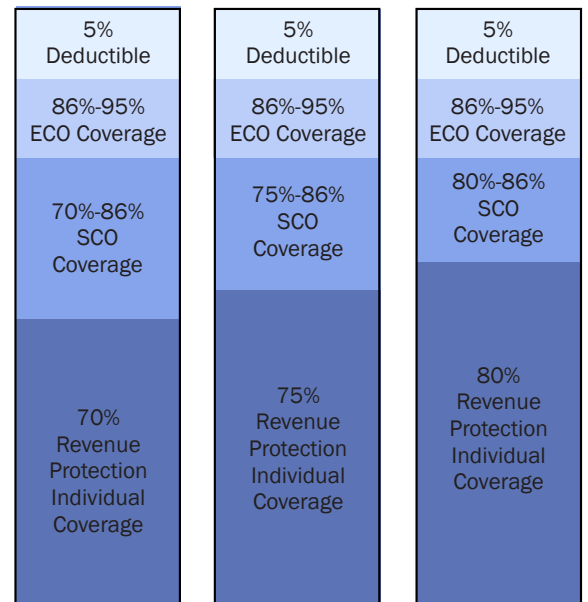 5%
Deductible
86%-95%
ECO Coverage
70%-86%
SCO
Coverage
70%
Revenue
Protection
Individual
Coverage
5%
Deductible
86%-95%
ECO Coverage
75%-86%
SCO
Coverage
75%
Revenue
Protection
Individual
Coverage
5%
Deductible
86%-95%
ECO Coverage
80%-86%
SCO
Coverage
80%
Revenue
Protection
Individual
Coverage